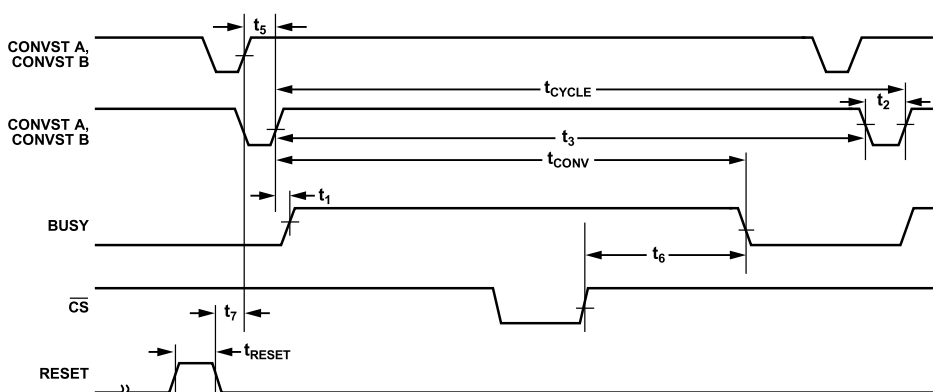 t5
CONVST A,
CONVST B
tCYCLE
t2
CONVST A,
CONVST B
t3
tCONV
t1
BUSY
t6
CS
t7
tRESET
RESET